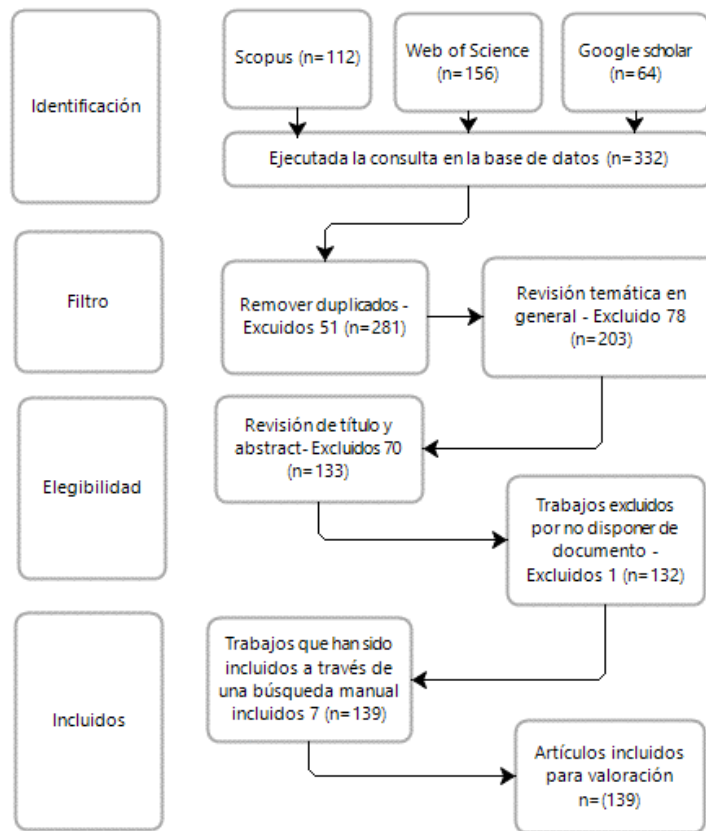 Identificación
Scopus (n=112)
Web of Science
(n=156)
Google scholar
(n=64)
Ejecutada la consulta en la base de datos (n=332)
Filtro
Remover duplicados -
Excuidos 51 (n=281)
Revisión temática en
general - Excluido 78
(n=203)
Elegibilidad
Revisión de título y
abstract- Excluidos 70
(n=133)
Trabajos excluidos
por no disponer de
documento -
Excluidos 1 (n=132)
Incluidos
Trabajos que han sido
incluidos a través de
una búsqueda manual
incluidos 7 (n=139)
Artículos incluidos
para valoración
n=(139)